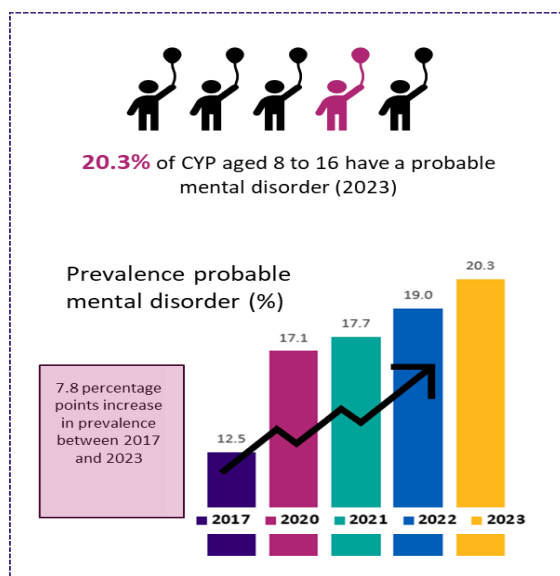 20.3% of CYP aged 8 to 16 have a probable
mental disorder (2023)
Prevalence probable
mental disorder (%)
20.3
19.0
17.7
17.1
12.5
7.8 percentage
points increase
in prevalence
between 2017
and 2023
2017 2020 2021 2022 2023